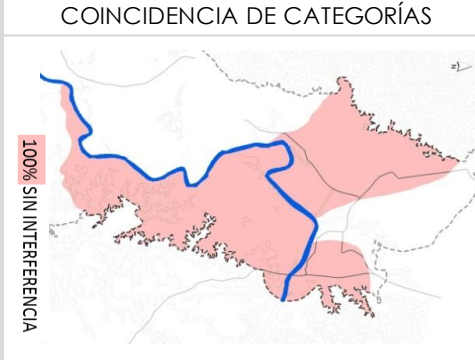 COINCIDENCIA DE CATEGORÍAS
100% SIN INTERFERENCIA
N